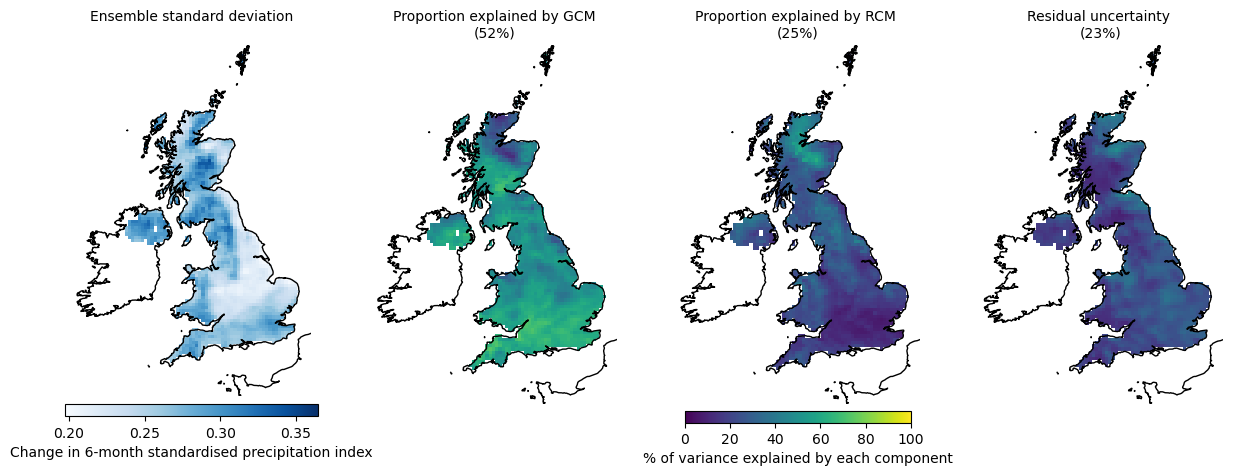 Ensemble standard deviation
Proportion explained by GCM
(52%)
Proportion explained by RCM
(25%)
Residual uncertainty
(23%)
0.20 0.25 0.30 0.35
Change in 6-month standardised precipitation index
0 20 40 60 80 100
% of variance explained by each component